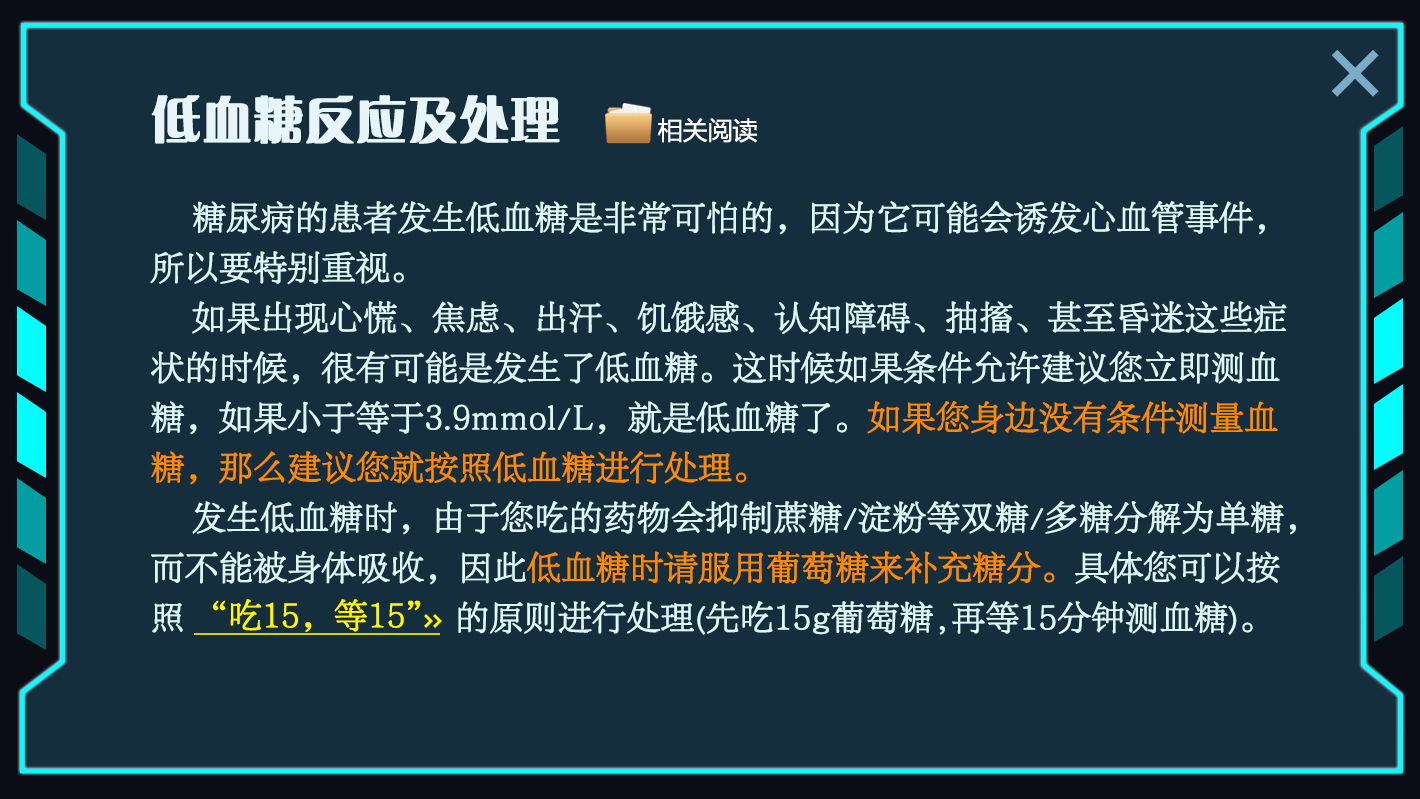 低血糖反应及处理 相关阅读
糖尿病的患者发生低血糖是非常可怕的，因为它可能会诱发心血管事件，
所以要特别重视。
如果出现心慌、焦虑、出汗、饥饿感、认知障碍、抽搐、甚至昏迷这些症
状的时候，很有可能是发生了低血糖。这时候如果条件允许建议您立即测血
糖，如果小于等于3.9mmol/L，就是低血糖了。如果您身边没有条件测量血
糖，那么建议您就按照低血糖进行处理。
发生低血糖时，由于您吃的药物会抑制蔗糖/淀粉等双糖/多糖分解为单糖，
而不能被身体吸收，因此低血糖时请服用葡萄糖来补充糖分。具体您可以按
照 “吃15，等15”» 的原则进行处理(先吃15g葡萄糖,再等15分钟测血糖)。